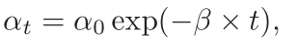 α_t = α_0 exp(−β × t),